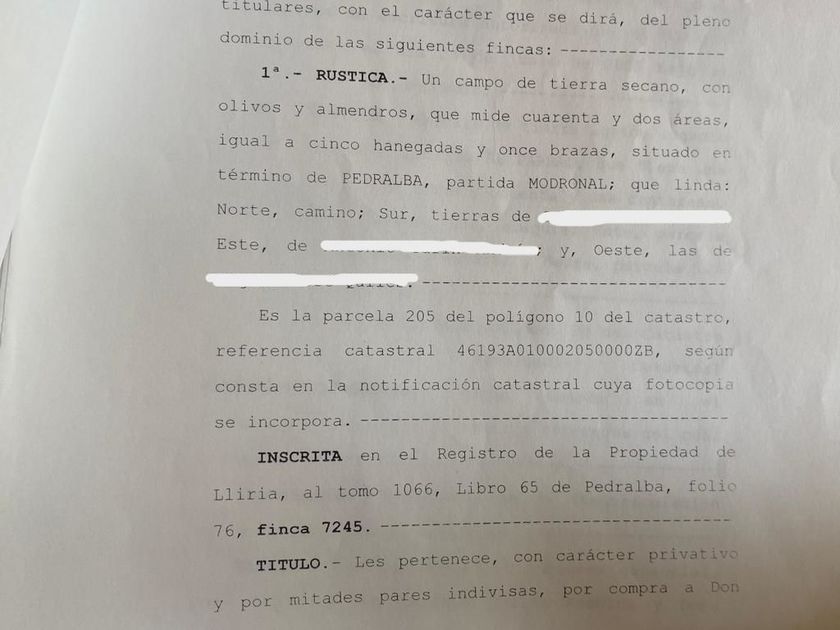 titulares, con el carácter que se dirá, del pleno
dominio de las siguientes fincas: -----------------
1ª.- RUSTICA.- Un campo de tierra secano, con
olivos y almendros, que mide cuarenta y dos áreas,
igual a cinco hanegadas y once brazas, situado en
término de PEDRALBA, partida MODRONAL; que linda:
Norte, camino; Sur, tierras de
Este, de ; y, Oeste, las de
. -------------------------------
Es la parcela 205 del polígono 10 del catastro,
referencia catastral 46193A010002050000ZB, según
consta en la notificación catastral cuya fotocopia
se incorpora. ------------------------------------
INSCRITA en el Registro de la Propiedad de
Lliria, al tomo 1066, Libro 65 de Pedralba, folio
76, finca 7245. ----------------------------------
TITULO.- Les pertenece, con carácter privativo
y por mitades pares indivisas, por compra a Don